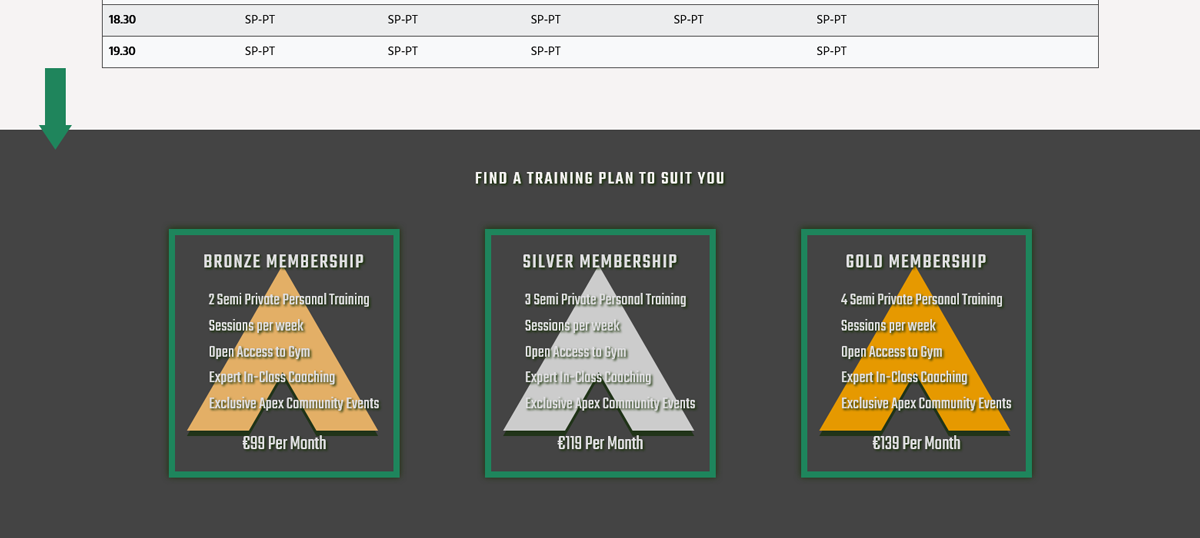 18.30 SP-PT SP-PT SP-PT SP-PT SP-PT
19.30 SP-PT SP-PT SP-PT SP-PT
FIND A TRAINING PLAN TO SUIT YOU
BRONZE MEMBERSHIP
2 Semi Private Personal Training
Sessions per week
Open Access to Gym
Expert In-Class Coaching
Exclusive Apex Community Events
€99 Per Month
SILVER MEMBERSHIP
3 Semi Private Personal Training
Sessions per week
Open Access to Gym
Expert In-Class Coaching
Exclusive Apex Community Events
€119 Per Month
GOLD MEMBERSHIP
4 Semi Private Personal Training
Sessions per week
Open Access to Gym
Expert In-Class Coaching
Exclusive Apex Community Events
€139 Per Month